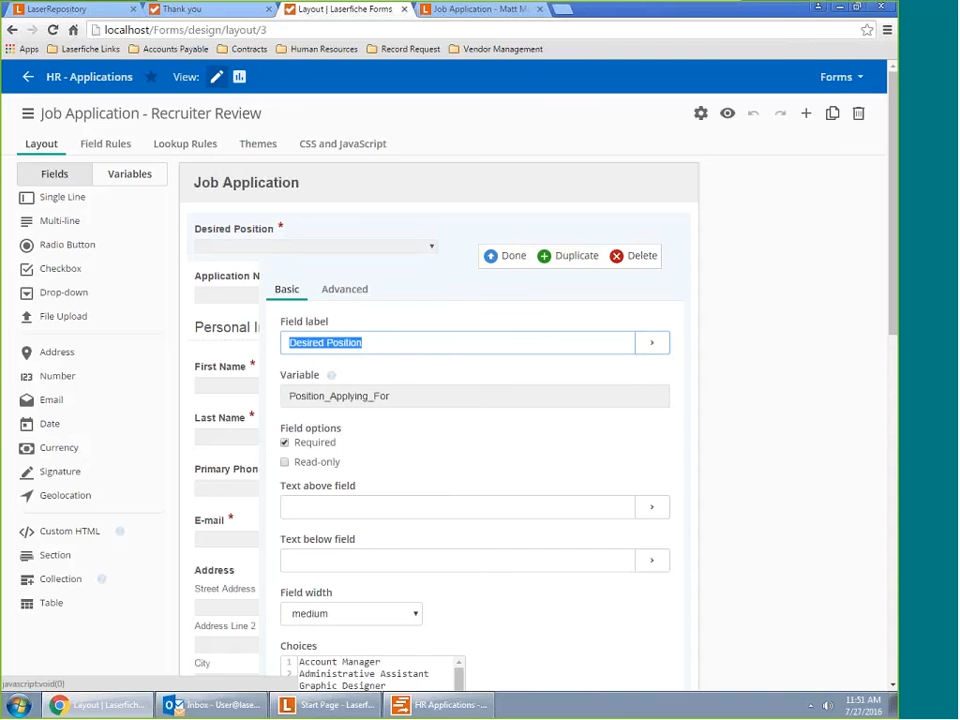 LaserRepository
Thank you
Layout | Laserfiche Forms
Job Application - Matt M
localhost/Forms/design/layout/3
Apps Laserfiche Links Accounts Payable Contracts Human Resources Record Request Vendor Management
HR - Applications View: Forms
Job Application - Recruiter Review
Layout Field Rules Lookup Rules Themes CSS and JavaScript
Fields Variables
Single Line
Multi-line
Radio Button
Checkbox
Drop-down
File Upload
Address
123 Number
Email
Date
Currency
Signature
Geolocation
Custom HTML
Section
Collection
Table
Job Application
Desired Position *
Done Duplicate Delete
Application N
Personal I
First Name *
Last Name *
Primary Phon
E-mail *
Address
Street Address
Address Line 2
City
Basic Advanced
Field label
Desired Position
Variable
Position_Applying_For
Field options
Required
Read-only
Text above field
Text below field
Field width
medium
Choices
1 Account Manager
2 Administrative Assistant
Graphic Designer
javascript:void(0)
Layout | Laserfich... Inbox - User@lase... Start Page - Laserf... HR Applications -...
11:51 AM
7/27/2016